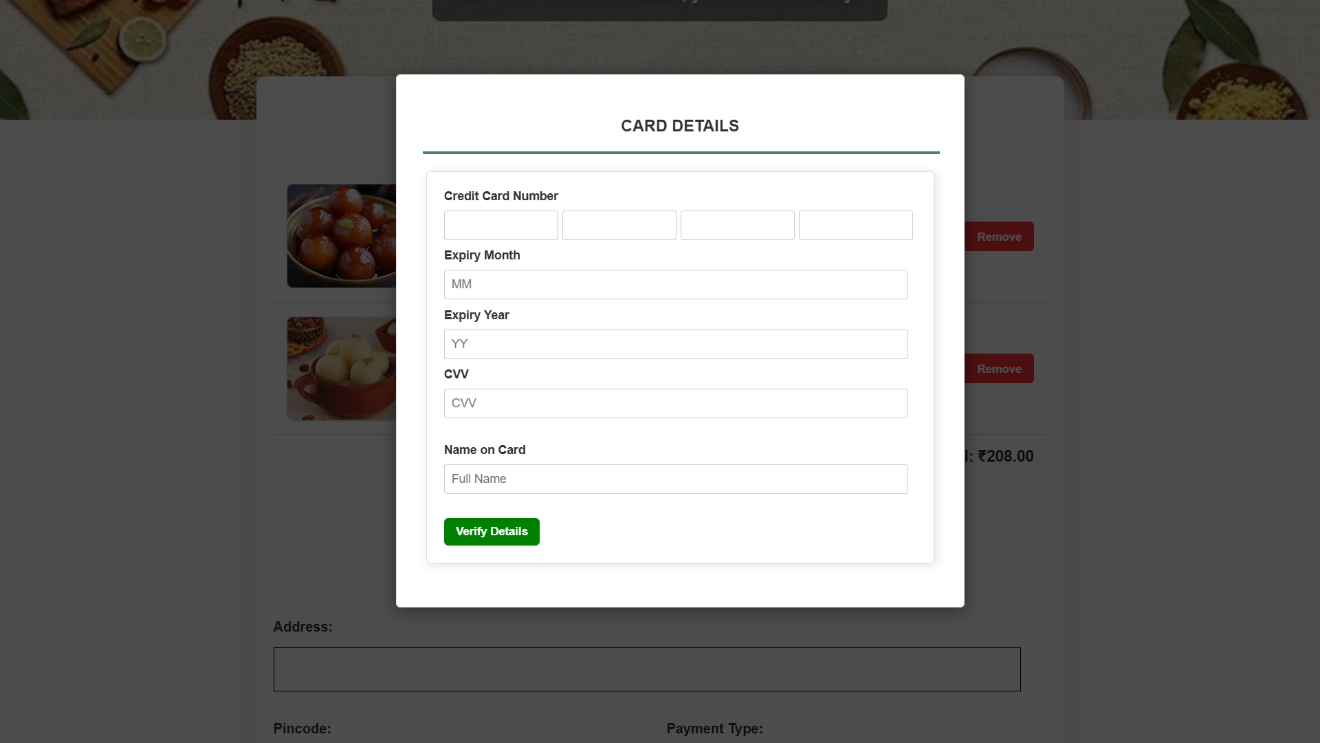 CARD DETAILS
Credit Card Number
Expiry Month
MM
Expiry Year
YY
CVV
CVV
Name on Card
Full Name
Verify Details
Remove
Remove
₹208.00
Address:
Pincode: Payment Type: